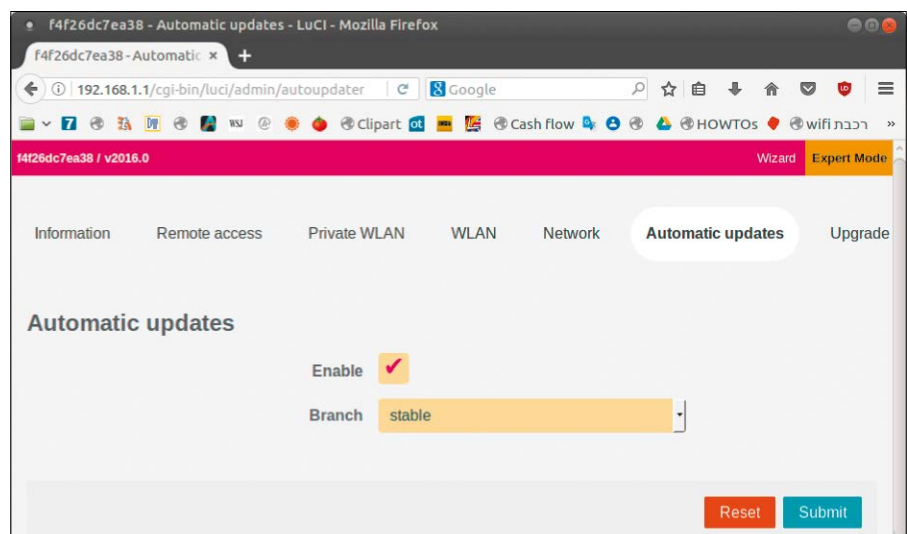 f4f26dc7ea38 - Automatic updates - LuCI - Mozilla Firefox
f4f26dc7ea38 - Automatic
192.168.1.1/cgi-bin/luci/admin/autoupdater Google
WSJ Clipart ot Cash flow HOWTOs wifi רכבת »
f4f26dc7ea38 / v2016.0 Wizard Expert Mode
Information Remote access Private WLAN WLAN Network Automatic updates Upgrade
Automatic updates
Enable
Branch stable
Reset Submit